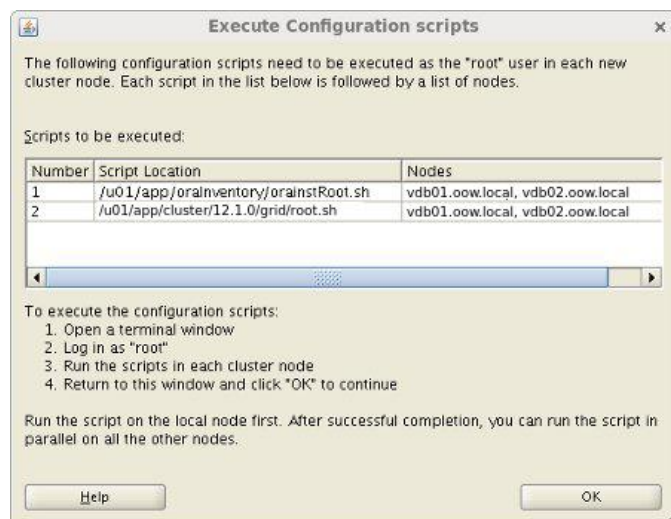 Execute Configuration scripts
The following configuration scripts need to be executed as the "root" user in each new
cluster node. Each script in the list below is followed by a list of nodes.
Scripts to be executed:
Number Script Location Nodes
1 /u01/app/oraInventory/orainstRoot.sh vdb01.oow.local, vdb02.oow.local
2 /u01/app/cluster/12.1.0/grid/root.sh vdb01.oow.local, vdb02.oow.local
To execute the configuration scripts:
1. Open a terminal window
2. Log in as "root"
3. Run the scripts in each cluster node
4. Return to this window and click "OK" to continue
Run the script on the local node first. After successful completion, you can run the script in
parallel on all the other nodes.
Help OK